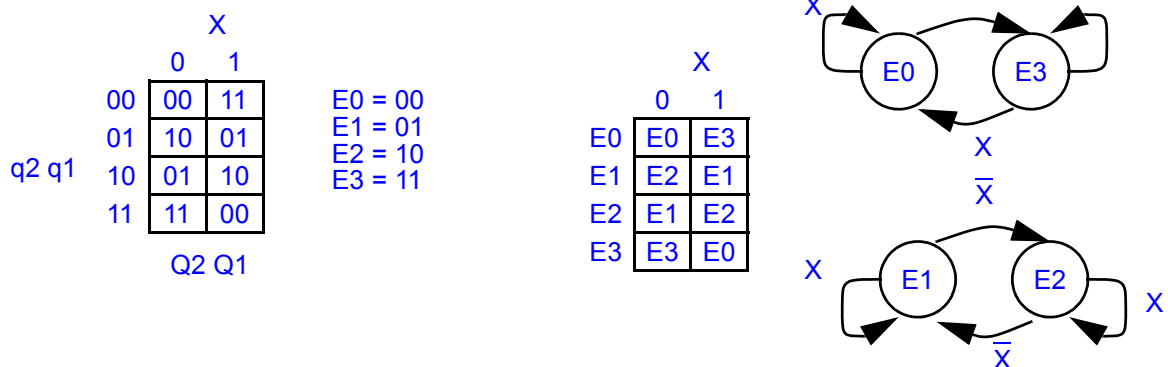 X
0 1
00 00 11
01 10 01
q2 q1
10 01 10
11 11 00
Q2 Q1
E0 = 00
E1 = 01
E2 = 10
E3 = 11
X
0 1
E0 E0 E3
E1 E2 E1
E2 E1 E2
E3 E3 E0
X
E0 E3
X
X̅
X E1 E2 X
X̅